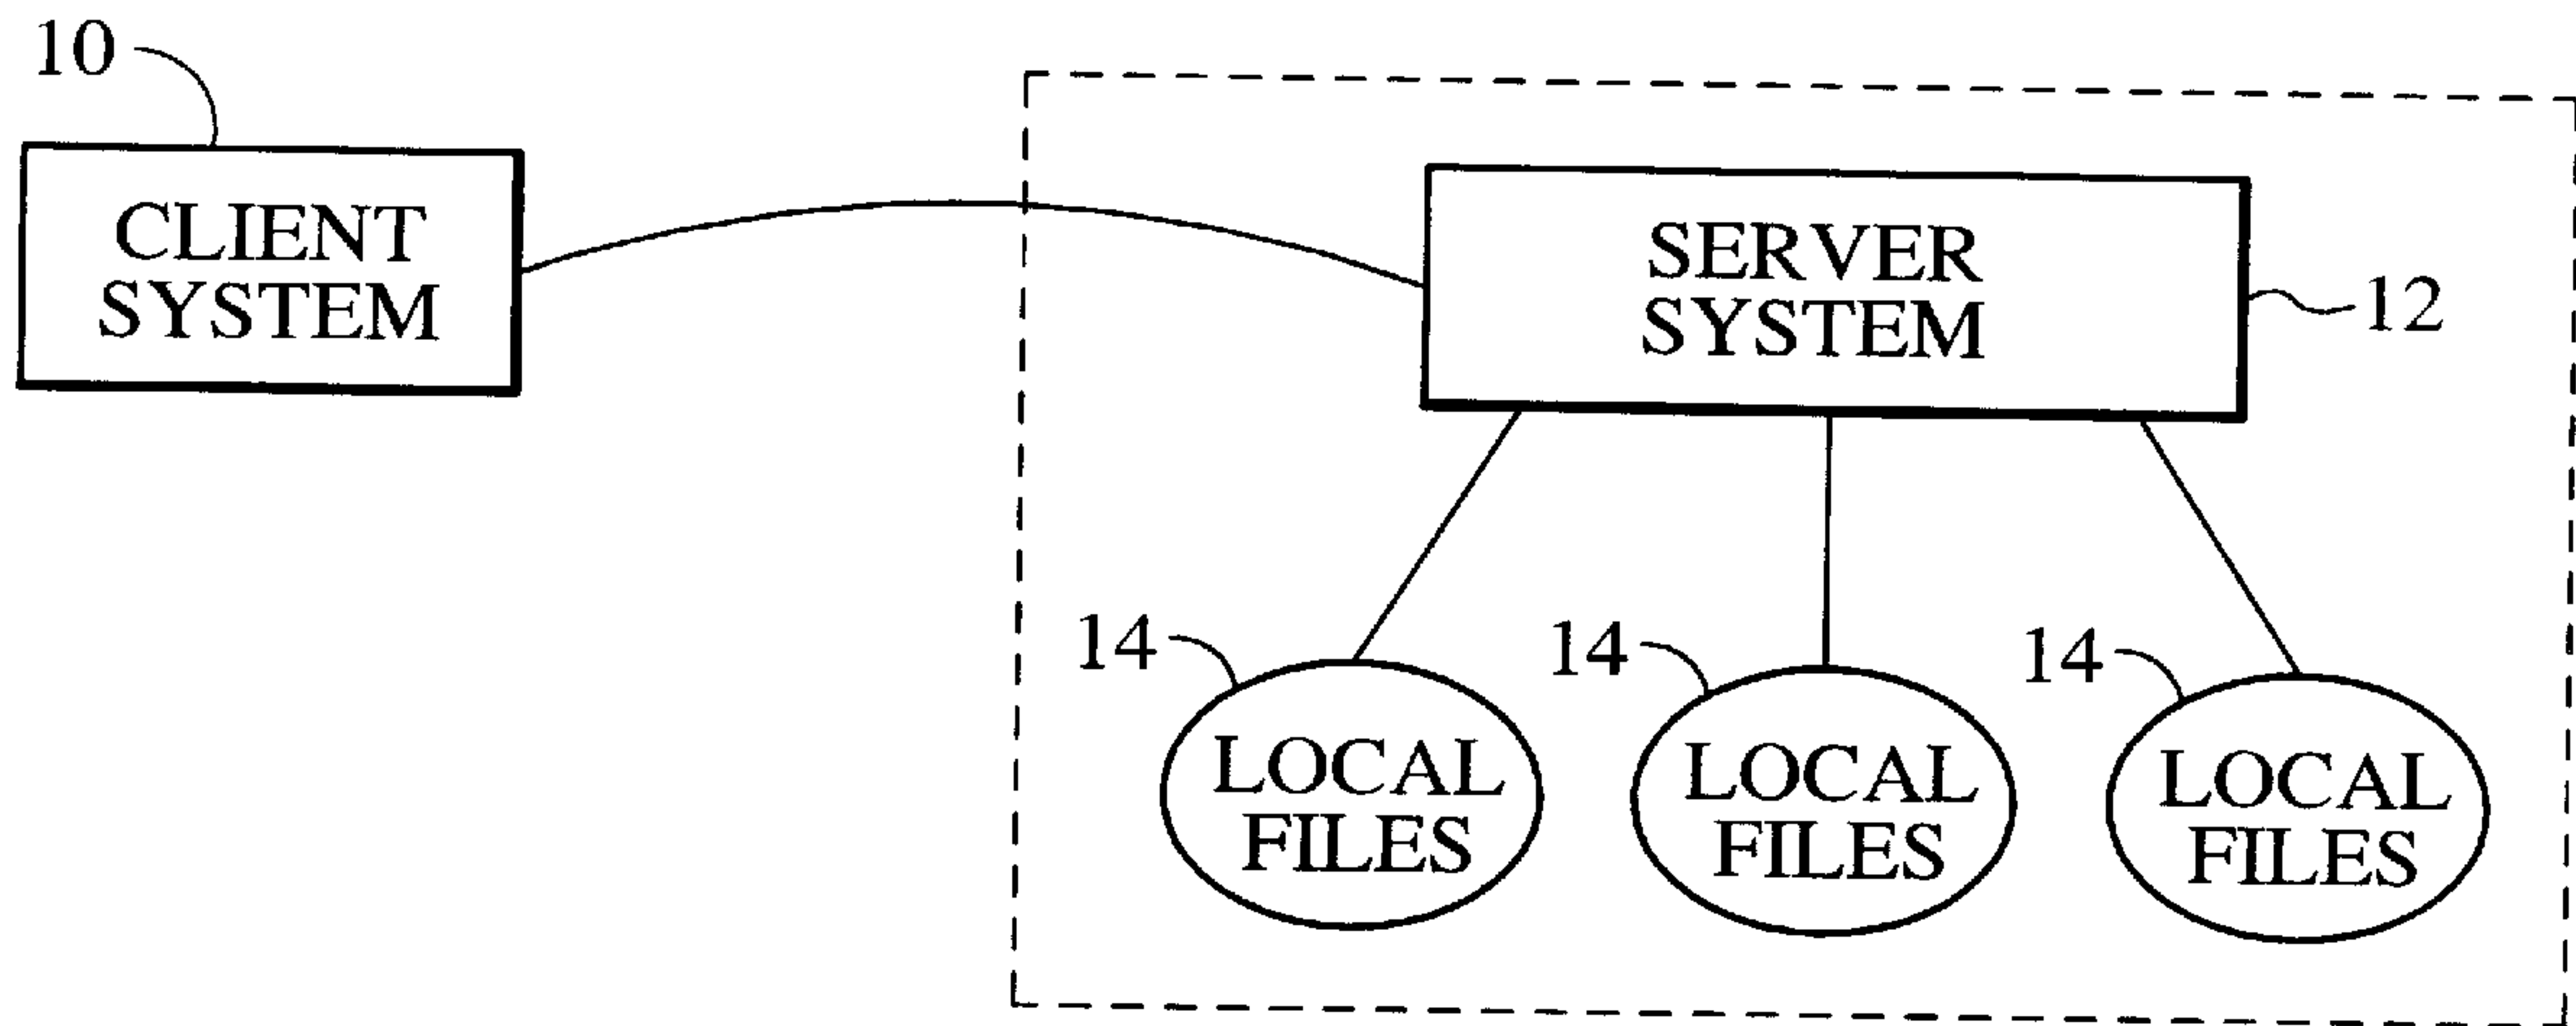 10
CLIENT
SYSTEM
SERVER
SYSTEM
12
14
LOCAL
FILES
14
LOCAL
FILES
14
LOCAL
FILES